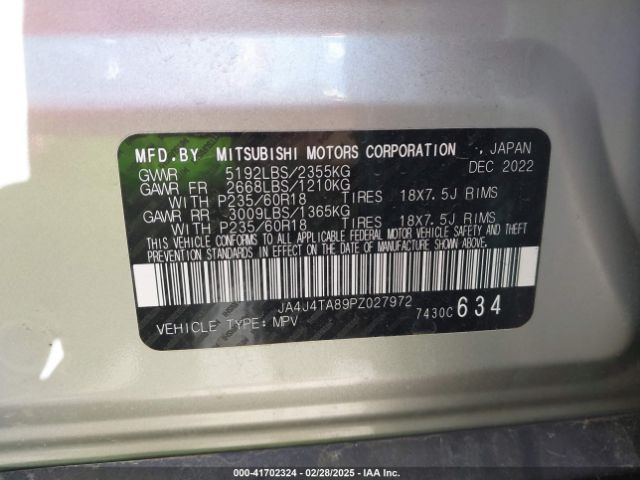 MFD.BY MITSUBISHI MOTORS CORPORATION , JAPAN
GVWR 5192LBS/2355KG DEC 2022
GAWR FR 2668LBS/1210KG
WITH P235/60R18 TIRES 18X7.5J RIMS
GAWR RR 3009LBS/1365KG
WITH P235/60R18 TIRES 18X7.5J RIMS
THIS VEHICLE CONFORMS TO ALL APPLICABLE FEDERAL MOTOR VEHICLE SAFETY AND THEFT
PREVENTION STANDARDS IN EFFECT ON THE DATE OF MANUFACTURE SHOWN ABOVE.
JA4J4TA89PZ027972
7430C 634
VEHICLE TYPE: MPV
000-41702324 | 02/28/2025 - IAA Inc.